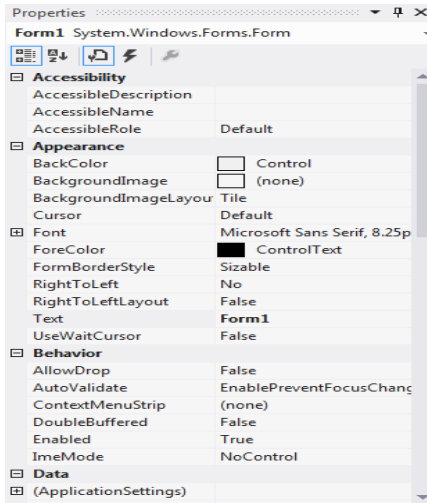 Properties
Form1 System.Windows.Forms.Form
Accessibility
AccessibleDescription
AccessibleName
AccessibleRole Default
Appearance
BackColor Control
BackgroundImage (none)
BackgroundImageLayou Tile
Cursor Default
Font Microsoft Sans Serif, 8.25p
ForeColor ControlText
FormBorderStyle Sizable
RightToLeft No
RightToLeftLayout False
Text Form1
UseWaitCursor False
Behavior
AllowDrop False
AutoValidate EnablePreventFocusChang
ContextMenuStrip (none)
DoubleBuffered False
Enabled True
ImeMode NoControl
Data
(ApplicationSettings)